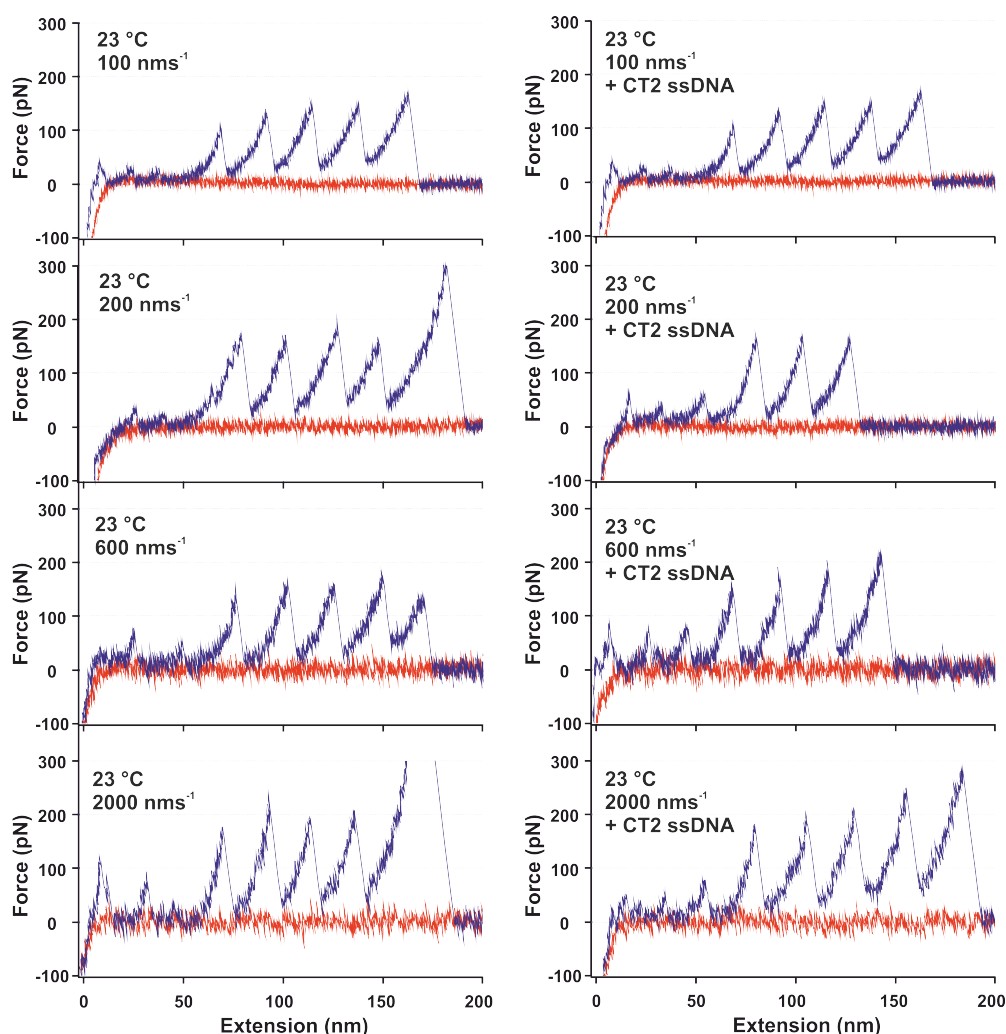 300
200
100
0
-100
Force (pN)
23 °C
100 nms⁻¹
300
200
100
0
-100
Force (pN)
23 °C
100 nms⁻¹
+ CT2 ssDNA
300
200
100
0
-100
Force (pN)
23 °C
200 nms⁻¹
300
200
100
0
-100
Force (pN)
23 °C
200 nms⁻¹
+ CT2 ssDNA
300
200
100
0
-100
Force (pN)
23 °C
600 nms⁻¹
300
200
100
0
-100
Force (pN)
23 °C
600 nms⁻¹
+ CT2 ssDNA
300
200
100
0
-100
Force (pN)
23 °C
2000 nms⁻¹
0 50 100 150 200
Extension (nm)
300
200
100
0
-100
Force (pN)
23 °C
2000 nms⁻¹
+ CT2 ssDNA
0 50 100 150 200
Extension (nm)